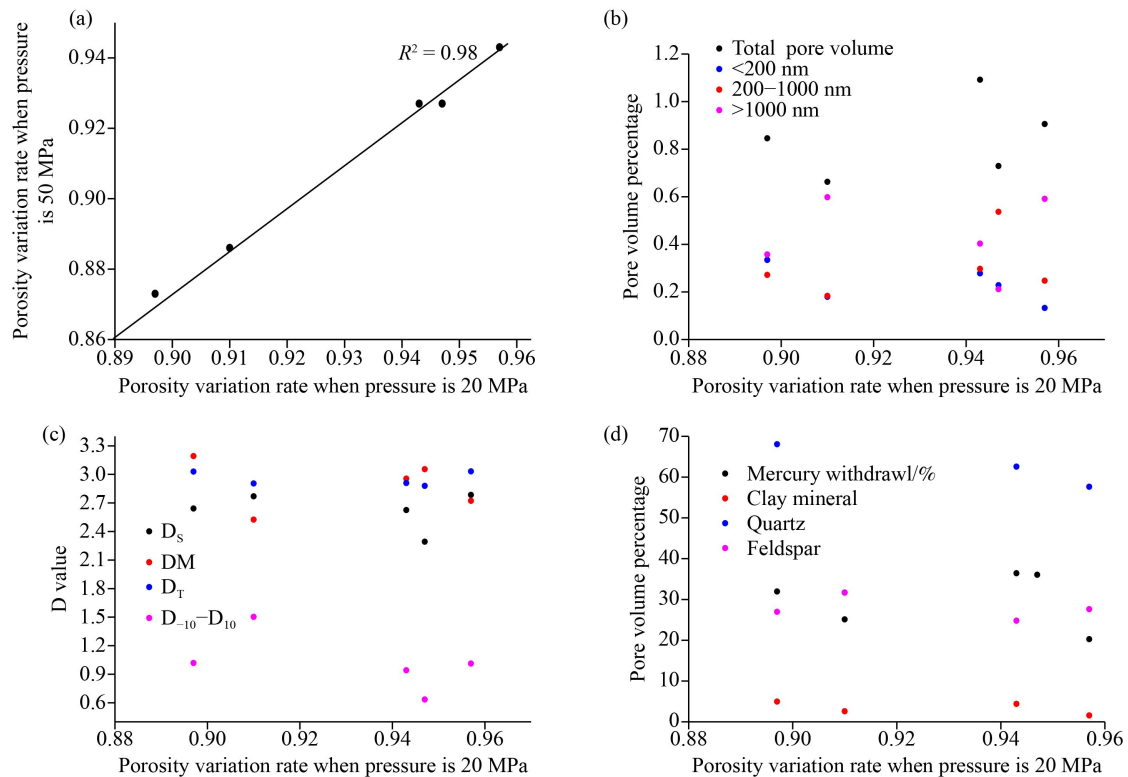 (a)
R² = 0.98
Porosity variation rate when pressure
is 50 MPa
0.94
0.92
0.90
0.88
0.86
0.89 0.90 0.91 0.92 0.93 0.94 0.95 0.96
Porosity variation rate when pressure is 20 MPa
(b)
Total pore volume
<200 nm
200−1000 nm
>1000 nm
Pore volume percentage
1.2
1.0
0.8
0.6
0.4
0.2
0.0
0.88 0.90 0.92 0.94 0.96
Porosity variation rate when pressure is 20 MPa
(c)
D value
3.3
3.0
2.7
2.4
2.1
1.8
1.5
1.2
0.9
0.6
D_S
DM
D_T
D₋₁₀−D₁₀
0.88 0.90 0.92 0.94 0.96
Porosity variation rate when pressure is 20 MPa
(d)
Pore volume percentage
70
60
50
40
30
20
10
0
Mercury withdrawl/%
Clay mineral
Quartz
Feldspar
0.88 0.90 0.92 0.94 0.96
Porosity variation rate when pressure is 20 MPa